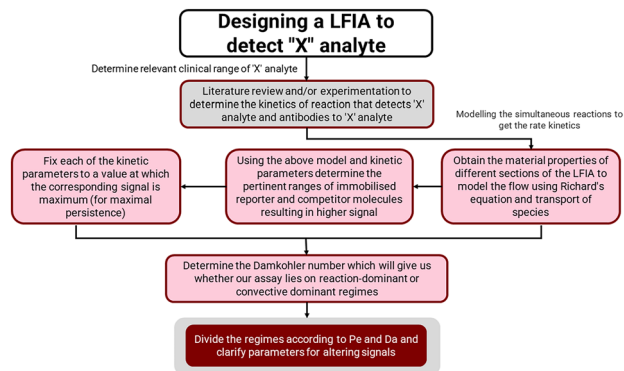 Designing a LFIA to
detect "X" analyte
Determine relevant clinical range of 'X' analyte
Literature review and/or experimentation to
determine the kinetics of reaction that detects 'X'
analyte and antibodies to 'X' analyte
Modelling the simultaneous reactions to
get the rate kinetics
Fix each of the kinetic
parameters to a value at which
the corresponding signal is
maximum (for maximal
persistence)
Using the above model and kinetic
parameters determine the
pertinent ranges of immobilised
reporter and competitor molecules
resulting in higher signal
Obtain the material properties of
different sections of the LFIA to
model the flow using Richard's
equation and transport of
species
Determine the Damkohler number which will give us
whether our assay lies on reaction-dominant or
convective dominant regimes
Divide the regimes according to Pe and Da and
clarify parameters for altering signals